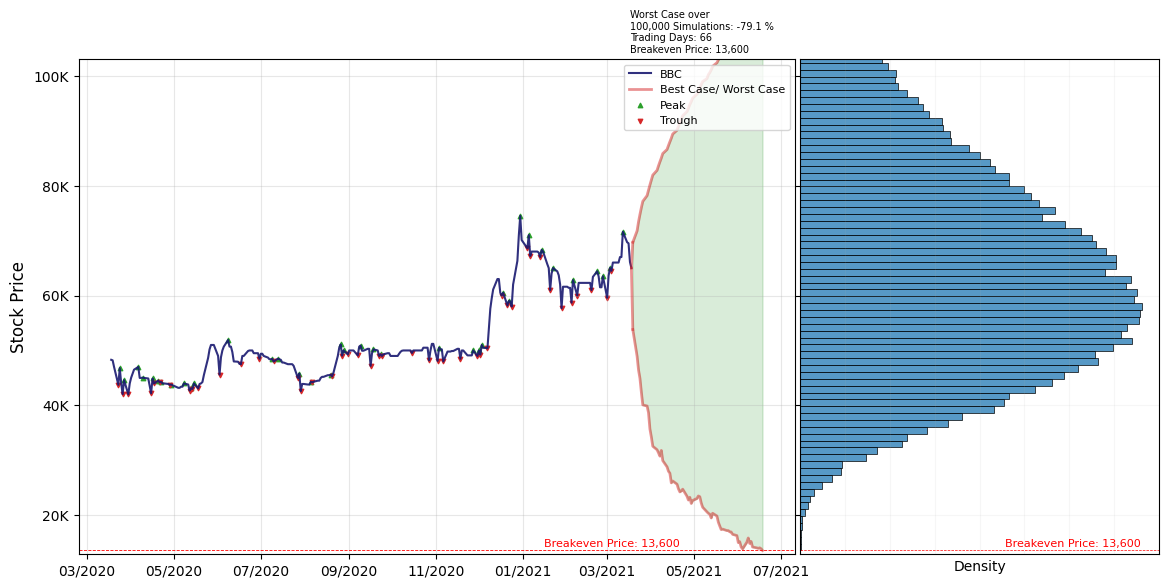 Worst Case over
100,000 Simulations: -79.1 %
Trading Days: 66
Breakeven Price: 13,600
BBC
Best Case/ Worst Case
Peak
Trough
100K
80K
60K
40K
20K
Stock Price
Breakeven Price: 13,600
Breakeven Price: 13,600
03/2020
05/2020
07/2020
09/2020
11/2020
01/2021
03/2021
05/2021
07/2021
Density